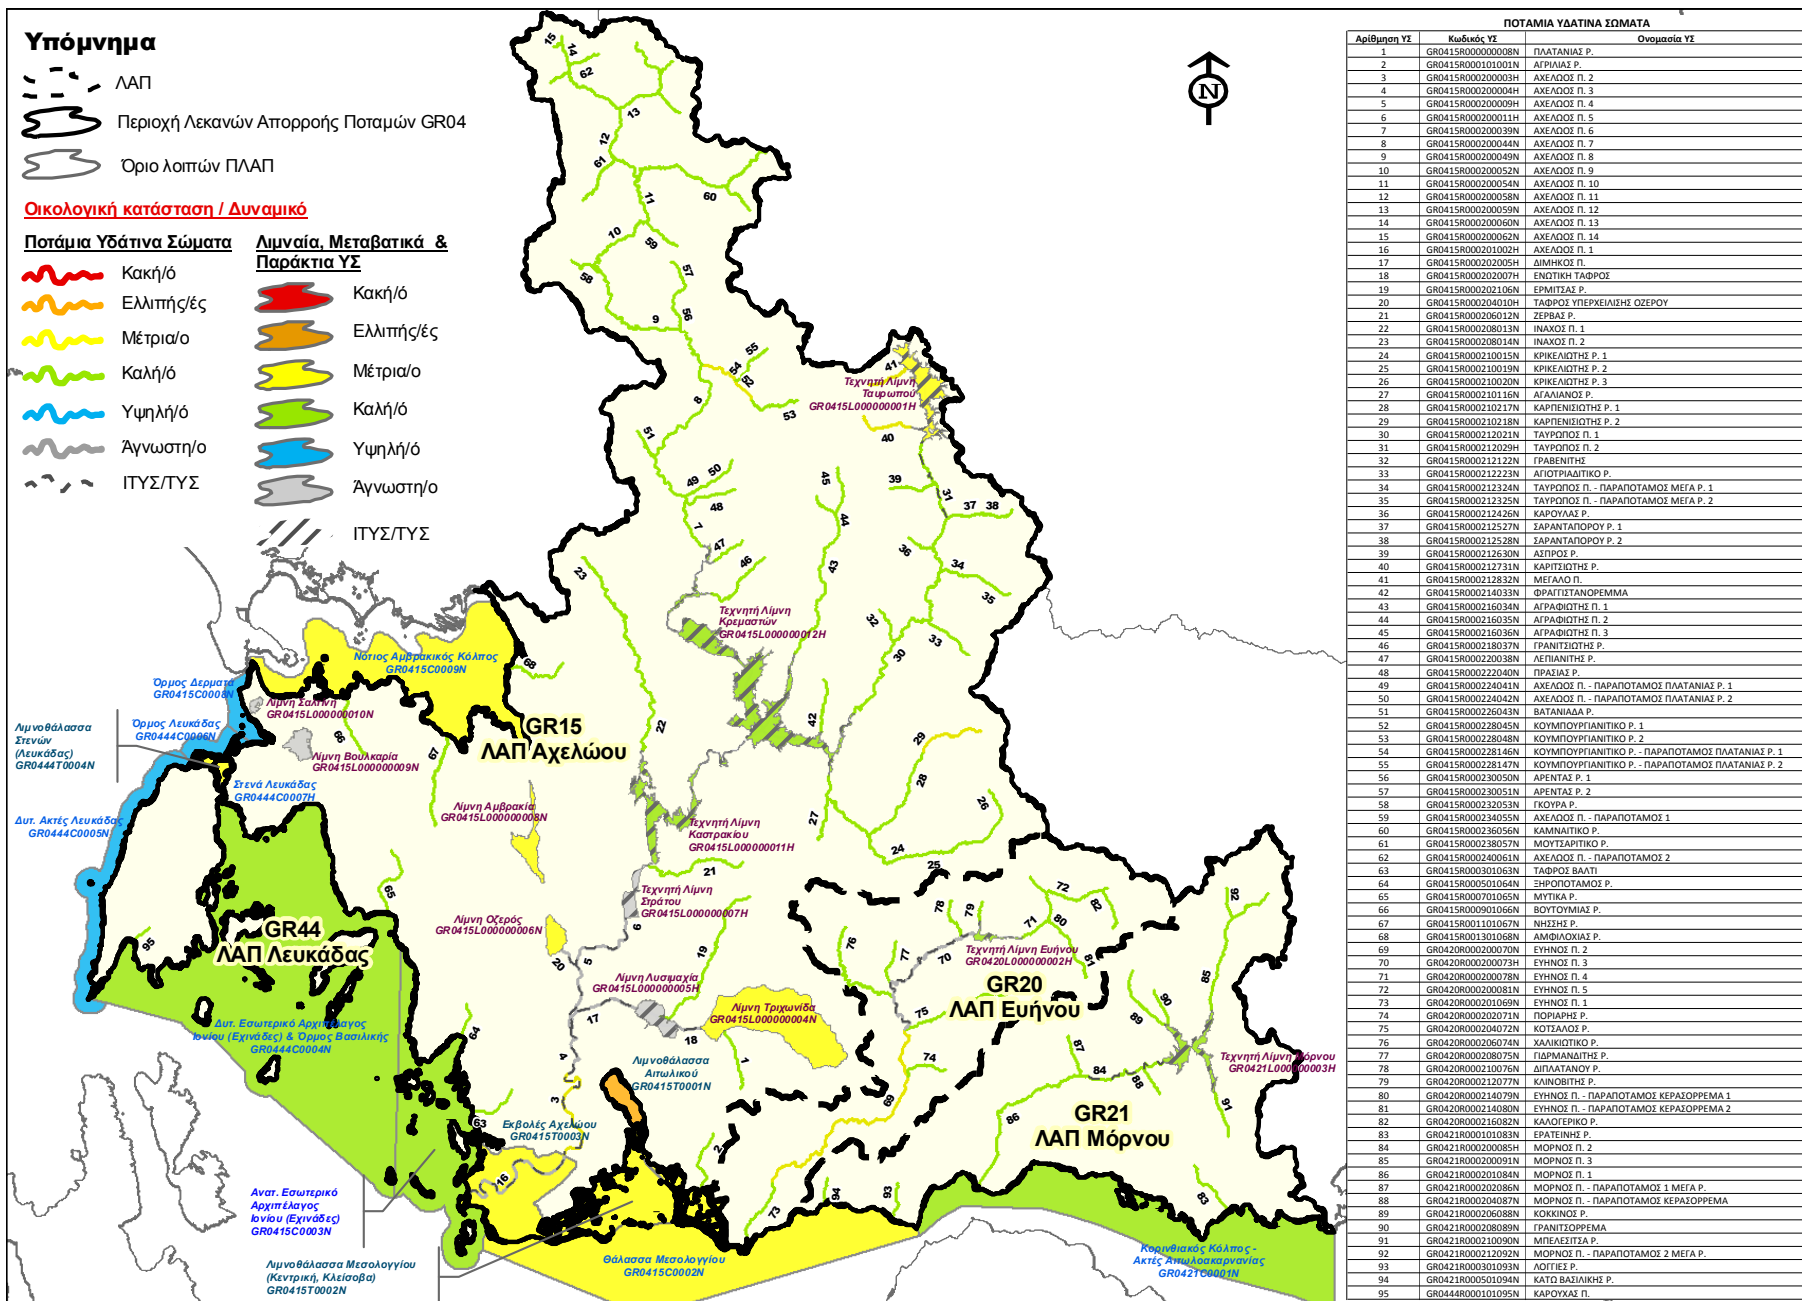 Υπόμνημα
ΛΑΠ
Περιοχή Λεκανών Απορροής Ποταμών GR04
Όριο λοιπών ΠΛΑΠ
Οικολογική κατάσταση / Δυναμικό
Ποτάμια Υδάτινα Σώματα
Κακή/ό
Ελλιπής/ές
Μέτρια/ο
Καλή/ό
Υψηλή/ό
Άγνωστη/ο
ΙΤΥΣ/ΤΥΣ
Λιμναία, Μεταβατικά &
Παράκτια ΥΣ
Κακή/ό
Ελλιπής/ές
Μέτρια/ο
Καλή/ό
Υψηλή/ό
Άγνωστη/ο
ΙΤΥΣ/ΤΥΣ
N
Τεχνητή Λίμνη
Ταυρωπού
GR0415L000000001H
Τεχνητή Λίμνη
Κρεμαστών
GR0415L000000012H
Νότιος Αμβρακικός Κόλπος
GR0415C0009N
Όρμος Δερματά
GR0415C0008N
Λίμνη Σαλτίνη
GR0415L000000010N
Όρμος Λευκάδας
GR0444C0006N
Λιμνοθάλασσα
Στενών
(Λευκάδας)
GR0444T0004N
Λίμνη Βουλκαρία
GR0415L000000009N
Στενά Λευκάδας
GR0444C0007H
Δυτ. Ακτές Λευκάδας
GR0444C0005N
GR15
ΛΑΠ Αχελώου
Λίμνη Αμβρακία
GR0415L000000008N
Τεχνητή Λίμνη
Καστρακίου
GR0415L000000011H
Τεχνητή Λίμνη
Στράτου
GR0415L000000007H
Λίμνη Οζερός
GR0415L000000006N
GR44
ΛΑΠ Λευκάδας
Λίμνη Λυσιμαχία
GR0415L000000005H
Λίμνη Τριχωνίδα
GR0415L000000004N
Τεχνητή Λίμνη Ευήνου
GR0420L000000002H
GR20
ΛΑΠ Ευήνου
Δυτ. Εσωτερικό Αρχιπέλαγος
Ιονίου (Εχινάδες) & Όρμος Βασιλικής
GR0444C0004N
Λιμνοθάλασσα
Αιτωλικού
GR0415T0001N
Τεχνητή Λίμνη Μόρνου
GR0421L000000003H
GR21
ΛΑΠ Μόρνου
Εκβολές Αχελώου
GR0415T0003N
Ανατ. Εσωτερικό
Αρχιπέλαγος
Ιονίου (Εχινάδες)
GR0415C0003N
Λιμνοθάλασσα Μεσολογγίου
(Κεντρική, Κλείσοβα)
GR0415T0002N
Θάλασσα Μεσολογγίου
GR0415C0002N
Κορινθιακός Κόλπος -
Ακτές Αιτωλοακαρνανίας
GR0421C0001N
ΠΟΤΑΜΙΑ ΥΔΑΤΙΝΑ ΣΩΜΑΤΑ
Αρίθμηση ΥΣ Κωδικός ΥΣ Ονομασία ΥΣ
1 GR0415R000000008N ΠΛΑΤΑΝΙΑΣ Ρ.
2 GR0415R000101001N ΑΓΡΙΛΙΑΣ Ρ.
3 GR0415R000200003H ΑΧΕΛΩΟΣ Π. 2
4 GR0415R000200004H ΑΧΕΛΩΟΣ Π. 3
5 GR0415R000200009H ΑΧΕΛΩΟΣ Π. 4
6 GR0415R000200011H ΑΧΕΛΩΟΣ Π. 5
7 GR0415R000200039N ΑΧΕΛΩΟΣ Π. 6
8 GR0415R000200044N ΑΧΕΛΩΟΣ Π. 7
9 GR0415R000200049N ΑΧΕΛΩΟΣ Π. 8
10 GR0415R000200052N ΑΧΕΛΩΟΣ Π. 9
11 GR0415R000200054N ΑΧΕΛΩΟΣ Π. 10
12 GR0415R000200058N ΑΧΕΛΩΟΣ Π. 11
13 GR0415R000200059N ΑΧΕΛΩΟΣ Π. 12
14 GR0415R000200060N ΑΧΕΛΩΟΣ Π. 13
15 GR0415R000200062N ΑΧΕΛΩΟΣ Π. 14
16 GR0415R000201002H ΑΧΕΛΩΟΣ Π. 1
17 GR0415R000202005H ΔΙΜΗΚΟΣ Π.
18 GR0415R000202007H ΕΝΩΤΙΚΗ ΤΑΦΡΟΣ
19 GR0415R000202106N ΕΡΜΙΤΣΑΣ Ρ.
20 GR0415R000204010H ΤΑΦΡΟΣ ΥΠΕΡΧΕΙΛΙΣΗΣ ΟΖΕΡΟΥ
21 GR0415R000206012N ΖΕΡΒΑΣ Ρ.
22 GR0415R000208013N ΙΝΑΧΟΣ Π. 1
23 GR0415R000208014N ΙΝΑΧΟΣ Π. 2
24 GR0415R000210015N ΚΡΙΚΕΛΙΩΤΗΣ Ρ. 1
25 GR0415R000210019N ΚΡΙΚΕΛΙΩΤΗΣ Ρ. 2
26 GR0415R000210020N ΚΡΙΚΕΛΙΩΤΗΣ Ρ. 3
27 GR0415R000210116N ΑΓΑΛΙΑΝΟΣ Ρ.
28 GR0415R000210217N ΚΑΡΠΕΝΙΣΙΩΤΗΣ Ρ. 1
29 GR0415R000210218N ΚΑΡΠΕΝΙΣΙΩΤΗΣ Ρ. 2
30 GR0415R000212021N ΤΑΥΡΩΠΟΣ Π. 1
31 GR0415R000212029H ΤΑΥΡΩΠΟΣ Π. 2
32 GR0415R000212122N ΓΡΑΒΕΝΙΤΗΣ
33 GR0415R000212223N ΑΓΙΟΤΡΙΑΔΙΤΙΚΟ Ρ.
34 GR0415R000212324N ΤΑΥΡΩΠΟΣ Π. - ΠΑΡΑΠΟΤΑΜΟΣ ΜΕΓΑ Ρ. 1
35 GR0415R000212325N ΤΑΥΡΩΠΟΣ Π. - ΠΑΡΑΠΟΤΑΜΟΣ ΜΕΓΑ Ρ. 2
36 GR0415R000212426N ΚΑΡΟΥΛΑΣ Ρ.
37 GR0415R000212527N ΣΑΡΑΝΤΑΠΟΡΟΥ Ρ. 1
38 GR0415R000212528N ΣΑΡΑΝΤΑΠΟΡΟΥ Ρ. 2
39 GR0415R000212630N ΑΣΠΡΟΣ Ρ.
40 GR0415R000212731N ΚΑΡΙΤΣΙΩΤΗΣ Ρ.
41 GR0415R000212832N ΜΕΓΑΛΟ Π.
42 GR0415R000214033N ΦΡΑΓΓΙΣΤΑΝΟΡΕΜΜΑ
43 GR0415R000216034N ΑΓΡΑΦΙΩΤΗΣ Π. 1
44 GR0415R000216035N ΑΓΡΑΦΙΩΤΗΣ Π. 2
45 GR0415R000216036N ΑΓΡΑΦΙΩΤΗΣ Π. 3
46 GR0415R000218037N ΓΡΑΝΙΤΣΙΩΤΗΣ Ρ.
47 GR0415R000220038N ΛΕΠΙΑΝΙΤΗΣ Ρ.
48 GR0415R000222040N ΠΡΑΣΙΑΣ Ρ.
49 GR0415R000224041N ΑΧΕΛΩΟΣ Π. - ΠΑΡΑΠΟΤΑΜΟΣ ΠΛΑΤΑΝΙΑΣ Ρ. 1
50 GR0415R000224042N ΑΧΕΛΩΟΣ Π. - ΠΑΡΑΠΟΤΑΜΟΣ ΠΛΑΤΑΝΙΑΣ Ρ. 2
51 GR0415R000226043N ΒΑΤΑΝΙΑΔΑ Ρ.
52 GR0415R000228045N ΚΟΥΜΠΟΥΡΓΙΑΝΙΤΙΚΟ Ρ. 1
53 GR0415R000228048N ΚΟΥΜΠΟΥΡΓΙΑΝΙΤΙΚΟ Ρ. 2
54 GR0415R000228146N ΚΟΥΜΠΟΥΡΓΙΑΝΙΤΙΚΟ Ρ. - ΠΑΡΑΠΟΤΑΜΟΣ ΠΛΑΤΑΝΙΑΣ Ρ. 1
55 GR0415R000228147N ΚΟΥΜΠΟΥΡΓΙΑΝΙΤΙΚΟ Ρ. - ΠΑΡΑΠΟΤΑΜΟΣ ΠΛΑΤΑΝΙΑΣ Ρ. 2
56 GR0415R000230050N ΑΡΕΝΤΑΣ Ρ. 1
57 GR0415R000230051N ΑΡΕΝΤΑΣ Ρ. 2
58 GR0415R000232053N ΓΚΟΥΡΑ Ρ.
59 GR0415R000234055N ΑΧΕΛΩΟΣ Π. - ΠΑΡΑΠΟΤΑΜΟΣ 1
60 GR0415R000236056N ΚΑΜΝΑΙΤΙΚΟ Ρ.
61 GR0415R000238057N ΜΟΥΤΣΑΡΙΤΙΚΟ Ρ.
62 GR0415R000240061N ΑΧΕΛΩΟΣ Π. - ΠΑΡΑΠΟΤΑΜΟΣ 2
63 GR0415R000301063N ΤΑΦΡΟΣ ΒΑΛΤΙ
64 GR0415R000501064N ΞΗΡΟΠΟΤΑΜΟΣ Ρ.
65 GR0415R000701065N ΜΥΤΙΚΑ Ρ.
66 GR0415R000901066N ΒΟΥΤΟΥΜΙΑΣ Ρ.
67 GR0415R001101067N ΝΗΣΣΗΣ Ρ.
68 GR0415R001301068N ΑΜΦΙΛΟΧΙΑΣ Ρ.
69 GR0420R000200070N ΕΥΗΝΟΣ Π. 2
70 GR0420R000200073H ΕΥΗΝΟΣ Π. 3
71 GR0420R000200078N ΕΥΗΝΟΣ Π. 4
72 GR0420R000200081N ΕΥΗΝΟΣ Π. 5
73 GR0420R000201069N ΕΥΗΝΟΣ Π. 1
74 GR0420R000202071N ΠΟΡΙΑΡΗΣ Ρ.
75 GR0420R000204072N ΚΟΤΣΑΛΟΣ Ρ.
76 GR0420R000206074N ΧΑΛΙΚΙΩΤΙΚΟ Ρ.
77 GR0420R000208075N ΓΙΔΡΜΑΝΔΙΤΗΣ Ρ.
78 GR0420R000210076N ΔΙΠΛΑΤΑΝΟΥ Ρ.
79 GR0420R000212077N ΚΛΙΝΟΒΙΤΗΣ Ρ.
80 GR0420R000214079N ΕΥΗΝΟΣ Π. - ΠΑΡΑΠΟΤΑΜΟΣ ΚΕΡΑΣΟΡΡΕΜΑ 1
81 GR0420R000214080N ΕΥΗΝΟΣ Π. - ΠΑΡΑΠΟΤΑΜΟΣ ΚΕΡΑΣΟΡΡΕΜΑ 2
82 GR0420R000216082N ΚΑΛΟΓΕΡΙΚΟ Ρ.
83 GR0421R000101083N ΕΡΑΤΕΙΝΗΣ Ρ.
84 GR0421R000200085H ΜΟΡΝΟΣ Π. 2
85 GR0421R000200091N ΜΟΡΝΟΣ Π. 3
86 GR0421R000201084N ΜΟΡΝΟΣ Π. 1
87 GR0421R000202086N ΜΟΡΝΟΣ Π. - ΠΑΡΑΠΟΤΑΜΟΣ 1 ΜΕΓΑ Ρ.
88 GR0421R000204087N ΜΟΡΝΟΣ Π. - ΠΑΡΑΠΟΤΑΜΟΣ ΚΕΡΑΣΟΡΡΕΜΑ
89 GR0421R000206088N ΚΟΚΚΙΝΟΣ Ρ.
90 GR0421R000208089N ΓΡΑΝΙΤΣΟΡΡΕΜΑ
91 GR0421R000210090N ΜΠΕΛΕΣΙΤΣΑ Ρ.
92 GR0421R000212092N ΜΟΡΝΟΣ Π. - ΠΑΡΑΠΟΤΑΜΟΣ 2 ΜΕΓΑ Ρ.
93 GR0421R000301093N ΛΟΓΓΙΕΣ Ρ.
94 GR0421R000501094N ΚΑΤΩ ΒΑΣΙΛΙΚΗΣ Ρ.
95 GR0444R000101095N ΚΑΡΟΥΧΑΣ Π.